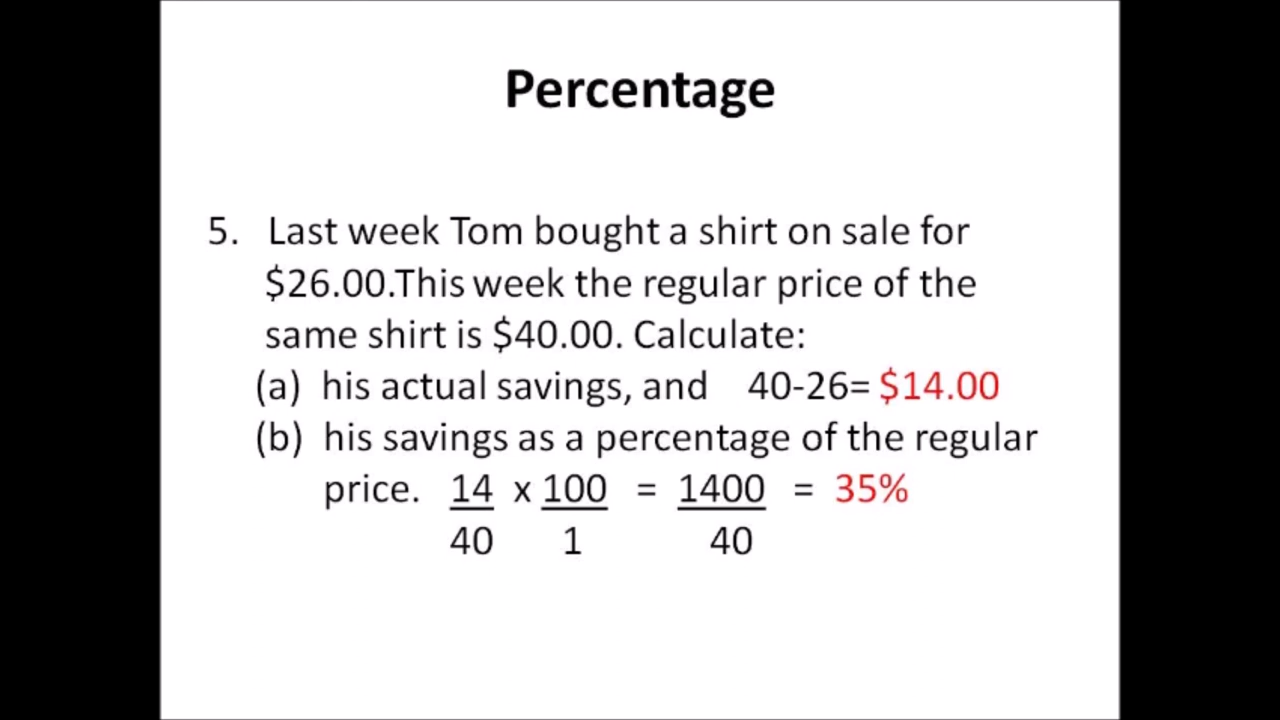 Percentage
5. Last week Tom bought a shirt on sale for
$26.00.This week the regular price of the
same shirt is $40.00. Calculate:
(a) his actual savings, and 40-26= $14.00
(b) his savings as a percentage of the regular
price. 14 x 100 = 1400 = 35%
40 1 40